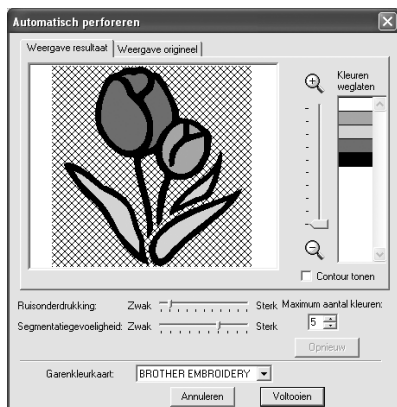 Automatisch perforeren
Weergave resultaat
Weergave origineel
Kleuren
weglaten
Contour tonen
Ruisonderdrukking: Zwak Sterk
Segmentatiegevoeligheid: Zwak Sterk
Maximum aantal kleuren:
5
Opnieuw
Garenkleurkaart: BROTHER EMBROIDERY
Annuleren Voltooien